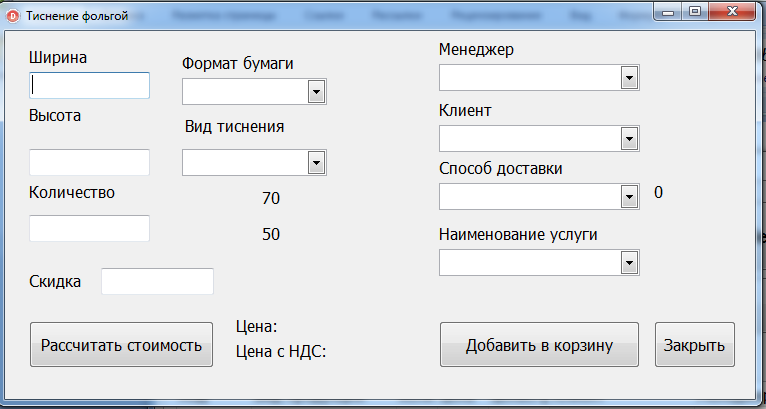 Тиснение фольгой
Ширина
Формат бумаги
Менеджер
Высота
Вид тиснения
Клиент
Способ доставки
Количество
70
0
50
Наименование услуги
Скидка
Рассчитать стоимость
Цена:
Цена с НДС:
Добавить в корзину
Закрыть